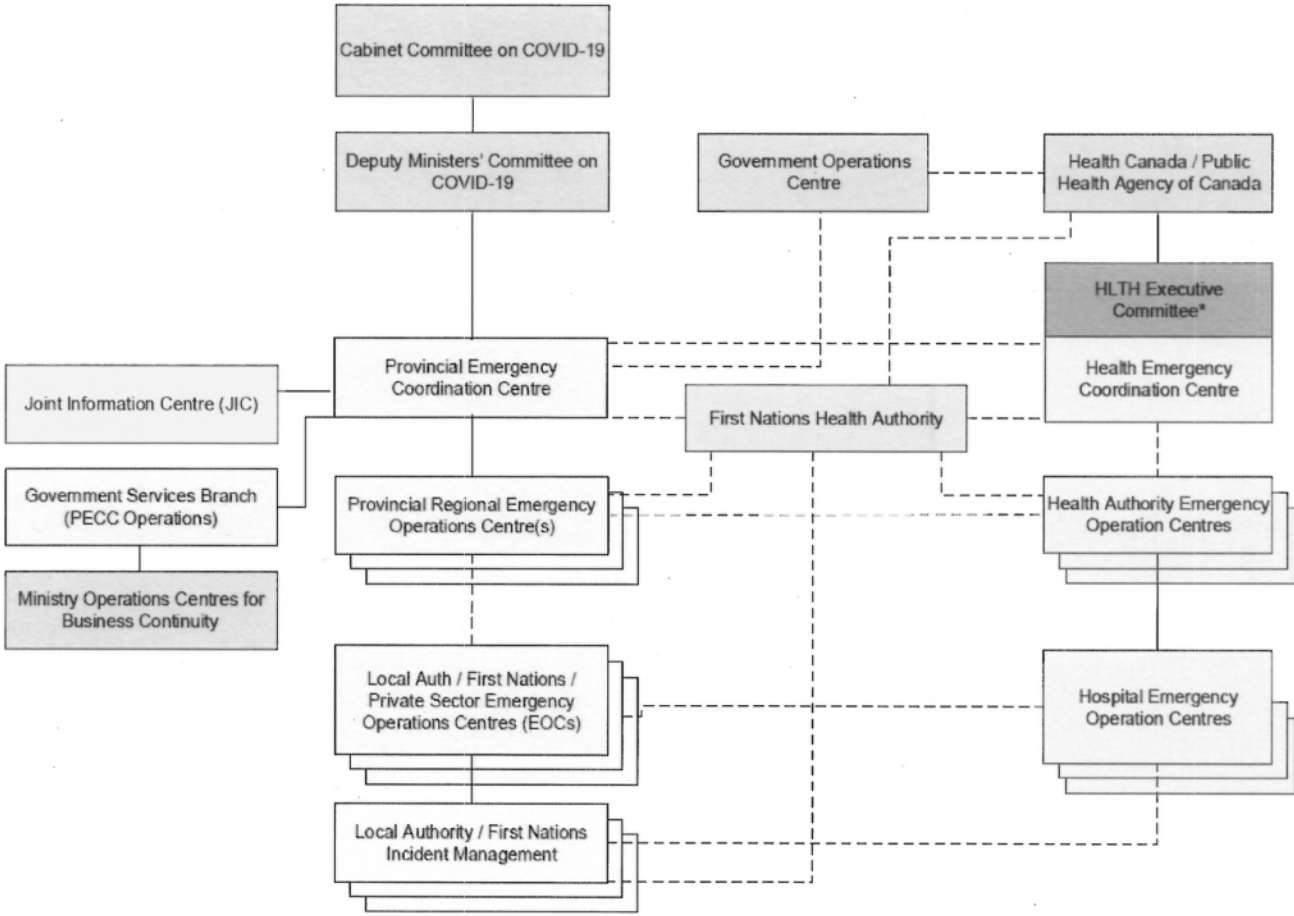 Cabinet Committee on COVID-19
Deputy Ministers' Committee on
COVID-19
Government Operations
Centre
Health Canada / Public
Health Agency of Canada
HLTH Executive
Committee*
Provincial Emergency
Coordination Centre
Health Emergency
Coordination Centre
Joint Information Centre (JIC)
First Nations Health Authority
Government Services Branch
(PECC Operations)
Provincial Regional Emergency
Operations Centre(s)
Health Authority Emergency
Operation Centres
Ministry Operations Centres for
Business Continuity
Local Auth / First Nations /
Private Sector Emergency
Operations Centres (EOCs)
Hospital Emergency
Operation Centres
Local Authority / First Nations
Incident Management